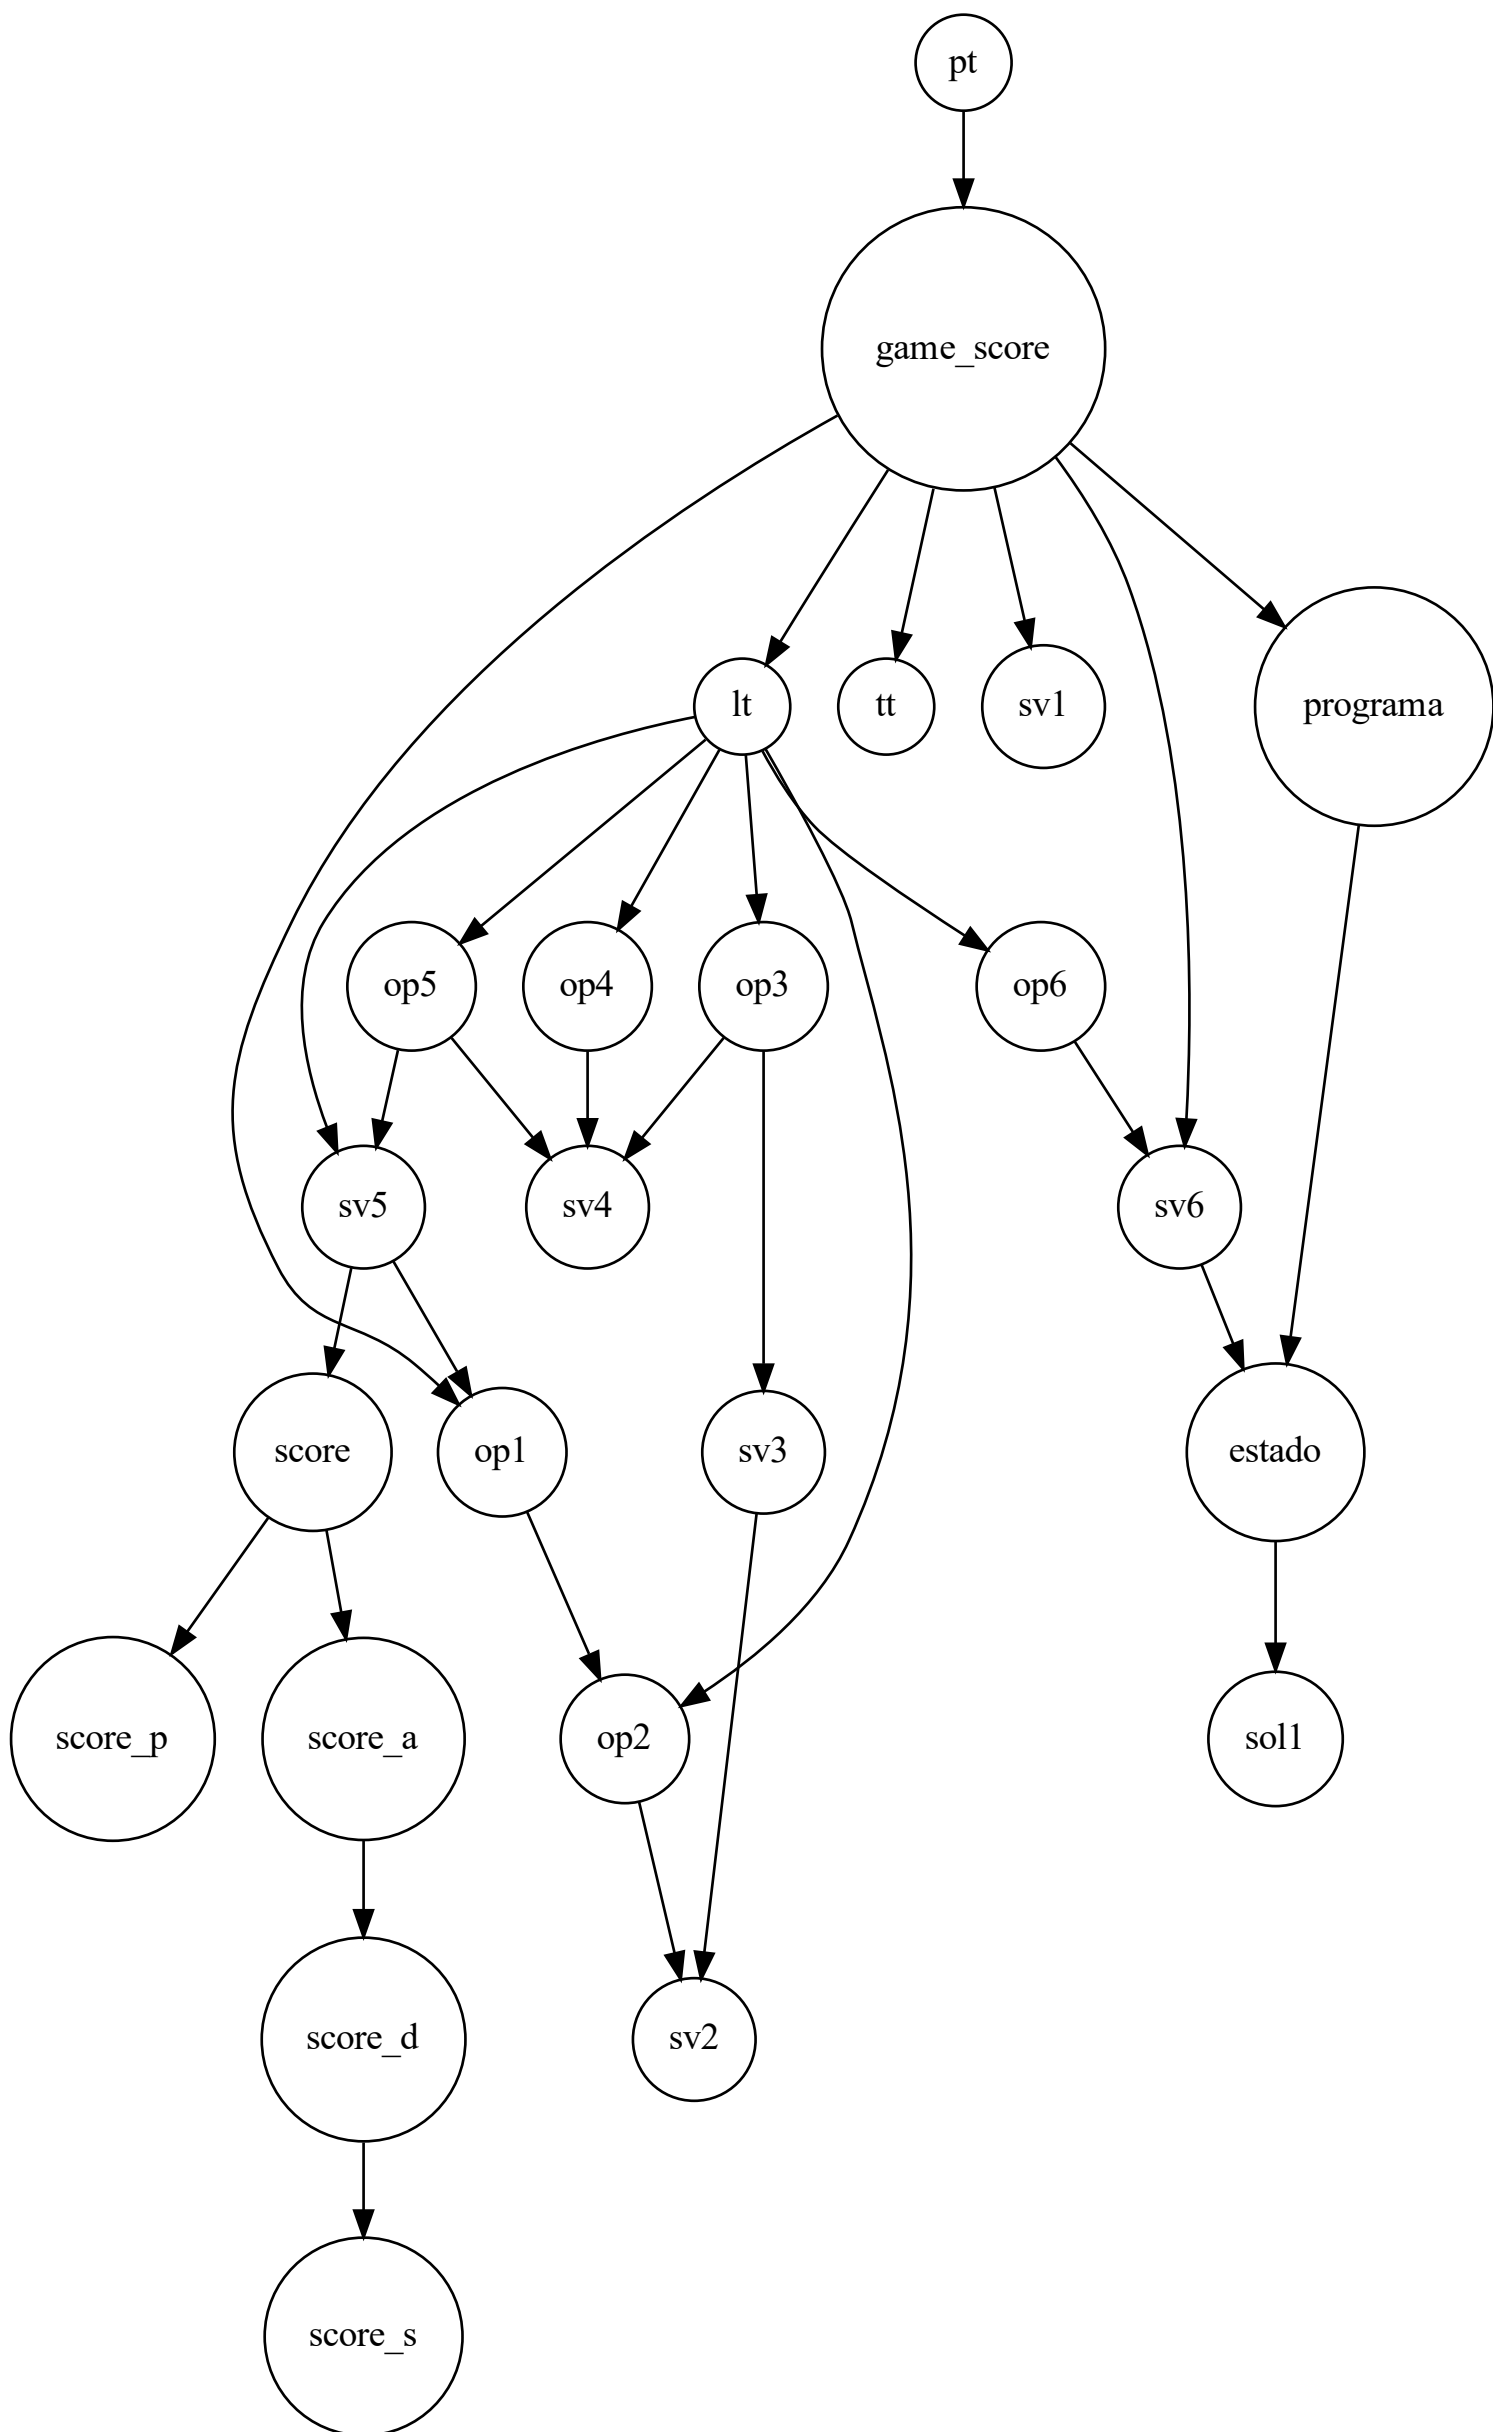 pt
game_score
lt
tt
sv1
programa
op5
op4
op3
op6
sv5
sv4
sv6
score
op1
sv3
estado
score_p
score_a
op2
sol1
score_d
sv2
score_s